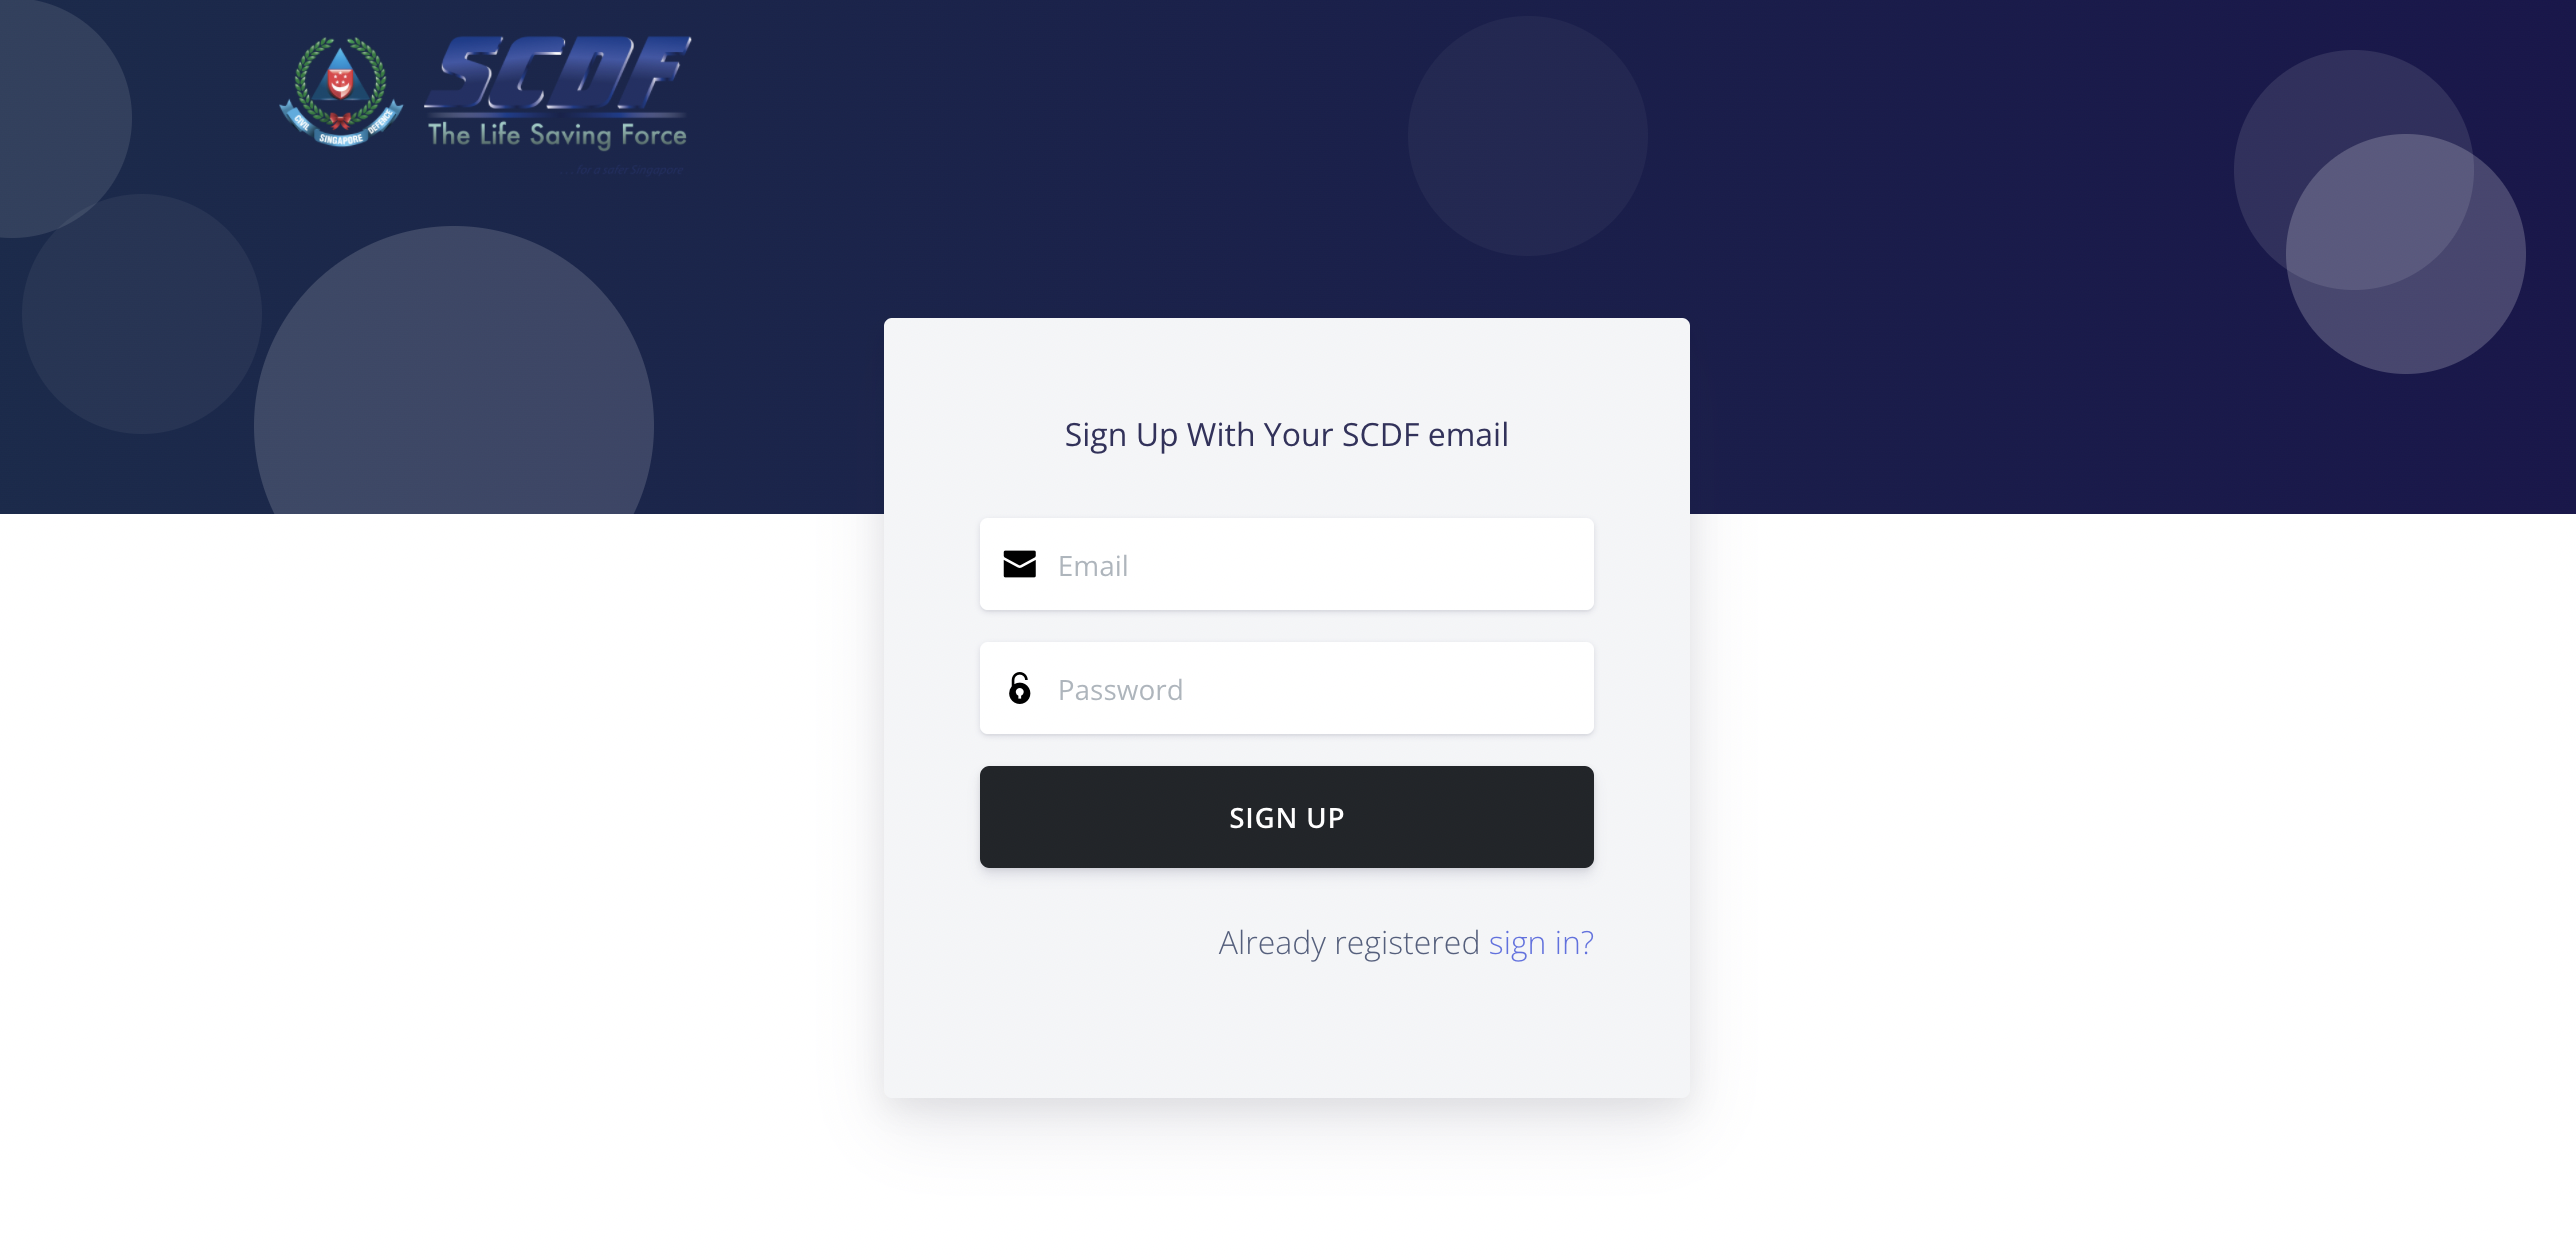 SCDF
CIVIL SINGAPORE DEFENCE
The Life Saving Force
Sign Up With Your SCDF email
Email
Password
SIGN UP
Already registered sign in?